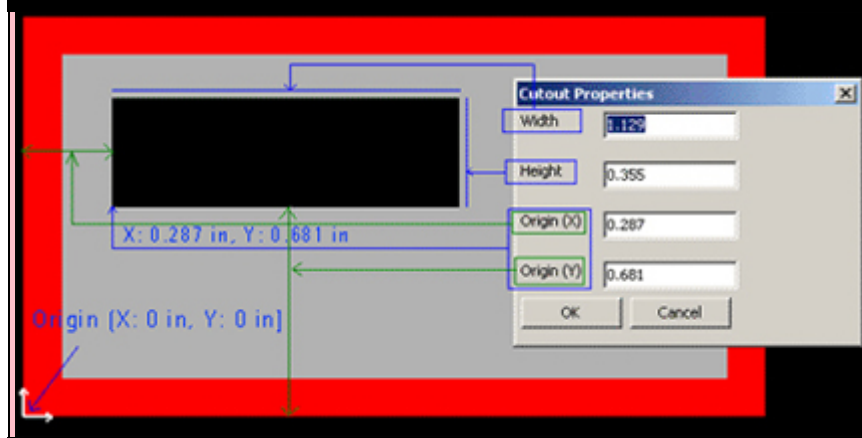 Cutout Properties
Width 1.129
Height 0.355
Origin (X) 0.287
X: 0.287 in, Y: 0.681 in
Origin (Y) 0.681
OK Cancel
Origin (X: 0 in, Y: 0 in)